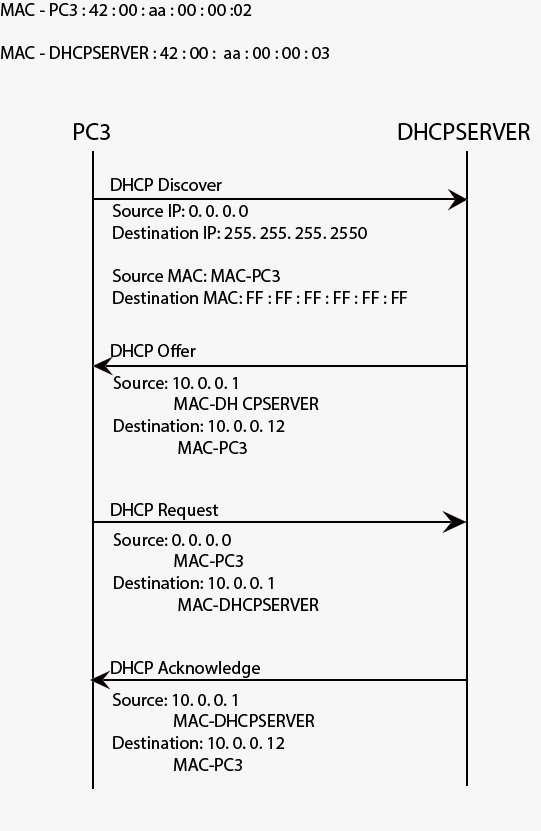 MAC - PC3 : 42 : 00 : aa : 00 : 00 :02
MAC - DHCPSERVER : 42 : 00 : aa : 00 : 00 : 03
PC3
DHCPSERVER
DHCP Discover
Source IP: 0. 0. 0. 0
Destination IP: 255. 255. 255. 2550
Source MAC: MAC-PC3
Destination MAC: FF : FF : FF : FF : FF : FF
DHCP Offer
Source: 10. 0. 0. 1
MAC-DH CPSERVER
Destination: 10. 0. 0. 12
MAC-PC3
DHCP Request
Source: 0. 0. 0. 0
MAC-PC3
Destination: 10. 0. 0. 1
MAC-DHCPSERVER
DHCP Acknowledge
Source: 10. 0. 0. 1
MAC-DHCPSERVER
Destination: 10. 0. 0. 12
MAC-PC3